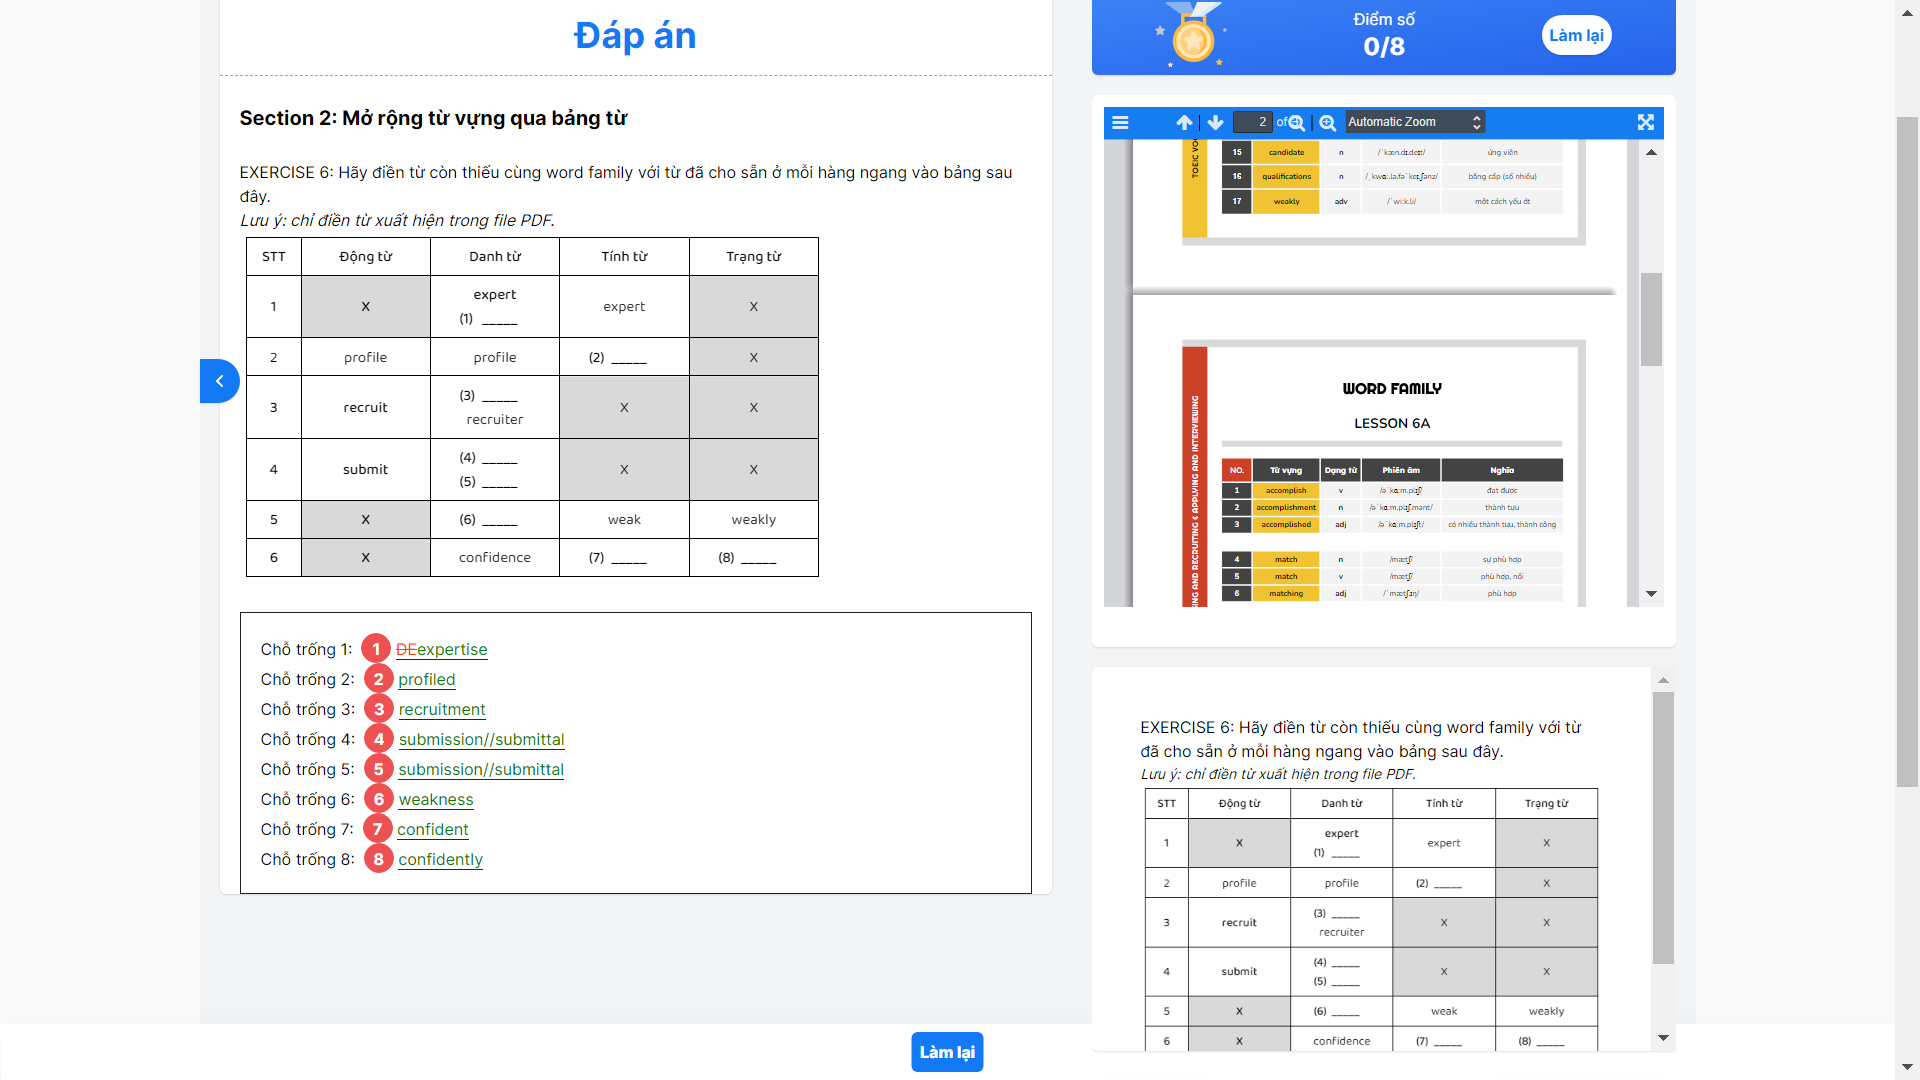 Đáp án
Section 2: Mở rộng từ vựng qua bảng từ
EXERCISE 6: Hãy điền từ còn thiếu cùng word family với từ đã cho sẵn ở mỗi hàng ngang vào bảng sau
đây.
Lưu ý: chỉ điền từ xuất hiện trong file PDF.
STT Động từ Danh từ Tính từ Trạng từ
1 X expert expert X
(1) _____
2 profile profile (2) _____ X
3 recruit (3) _____ X X
recruiter
4 submit (4) _____ X X
(5) _____
5 X (6) _____ weak weakly
6 X confidence (7) _____ (8) _____
Chỗ trống 1: 1 DEexpertise
Chỗ trống 2: 2 profiled
Chỗ trống 3: 3 recruitment
Chỗ trống 4: 4 submission//submittal
Chỗ trống 5: 5 submission//submittal
Chỗ trống 6: 6 weakness
Chỗ trống 7: 7 confident
Chỗ trống 8: 8 confidently
Làm lại
Điểm số
0/8
Làm lại
2 of Automatic Zoom
TOEIC VO
15 candidate n /ˈkæn.dɪ.deɪt/ ứng viên
16 qualifications n /ˌkwɑː.lə.fəˈkeɪ.ʃənz/ bằng cấp (số nhiều)
17 weakly adv /ˈwiːk.li/ một cách yếu ớt
WORD FAMILY
LESSON 6A
ING AND RECRUITING & APPLYING AND INTERVIEWING
NO. Từ vựng Dạng từ Phiên âm Nghĩa
1 accomplish v /əˈkɑːm.plɪʃ/ đạt được
2 accomplishment n /əˈkɑːm.plɪʃ.mənt/ thành tựu
3 accomplished adj /əˈkɑːm.plɪʃt/ có nhiều thành tựu, thành công
4 match n /mætʃ/ sự phù hợp
5 match v /mætʃ/ phù hợp, nối
6 matching adj /ˈmætʃ.ɪŋ/ phù hợp
EXERCISE 6: Hãy điền từ còn thiếu cùng word family với từ
đã cho sẵn ở mỗi hàng ngang vào bảng sau đây.
Lưu ý: chỉ điền từ xuất hiện trong file PDF.
STT Động từ Danh từ Tính từ Trạng từ
1 X expert expert X
(1) _____
2 profile profile (2) _____ X
3 recruit (3) _____ X X
recruiter
4 submit (4) _____ X X
(5) _____
5 X (6) _____ weak weakly
6 X confidence (7) _____ (8) _____